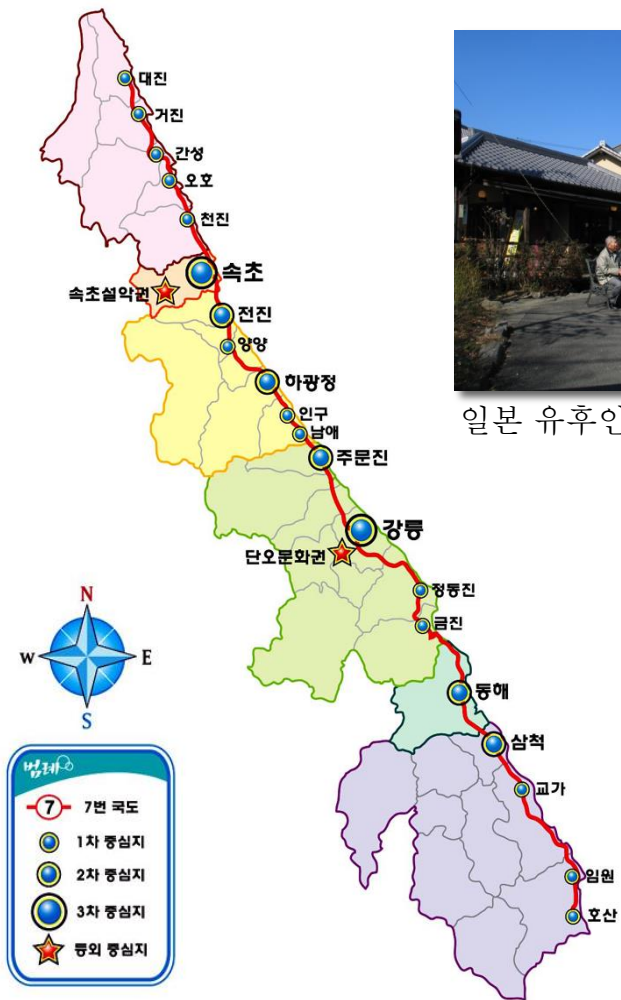 대진
거진
간성
오호
천진
속초
속초설악권
전진
양양
하광정
인구
남애
주문진
강릉
단오문화권
정동진
금진
동해
삼척
교가
임원
호산
일본 유후인
N
W
E
S
범례
7
7번 국도
1차 중심지
2차 중심지
3차 중심지
등외 중심지